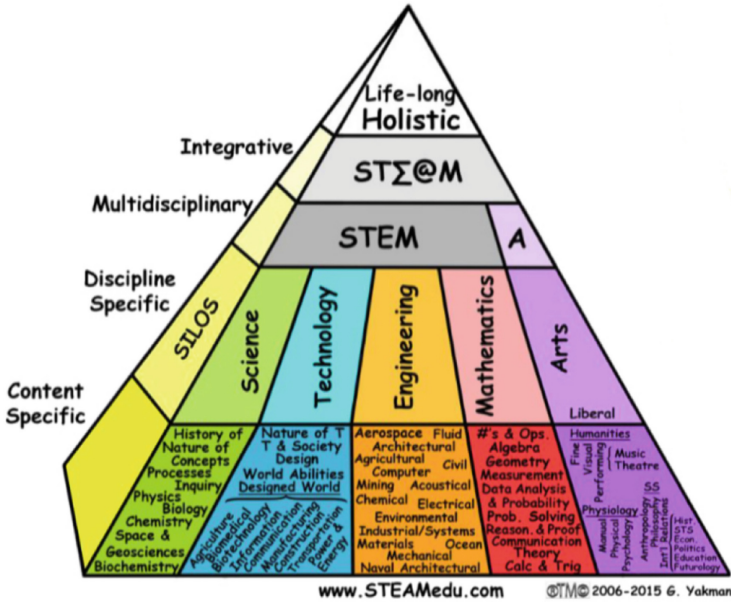 Life-long
Holistic
Integrative
ST∑@M
Multidisciplinary
STEM
A
Discipline
Specific
SILOS
Science
Technology
Engineering
Mathematics
Arts
Liberal
Content
Specific
History of
Nature of
Concepts
Processes
Inquiry
Physics
Biology
Chemistry
Space &
Geosciences
Biochemistry
Nature of T
T & Society
Design
World Abilities
Designed World
Agriculture
Biomedical
Biotechnology
Information
Communication
Manufacturing
Construction
Transportation
Power &
Energy
Aerospace Fluid
Architectural
Agricultural Civil
Computer
Mining Acoustical
Chemical Electrical
Environmental
Industrial/Systems
Materials Ocean
Mechanical
Naval Architectural
#'s & Ops.
Algebra
Geometry
Measurement
Data Analysis
& Probability
Prob. Solving
Reason. & Proof
Communication
Theory
Calc & Trig
Humanities
Fine
Visual
Performing
Music
Theatre
Physiology
SS
Manual
Physical
Psychology
Anthropology
Philosophy
Int'l Relations
Hist.
STS
Econ.
Politics
Education
Futurology
www.STEAMedu.com
®TM© 2006-2015 G. Yakman